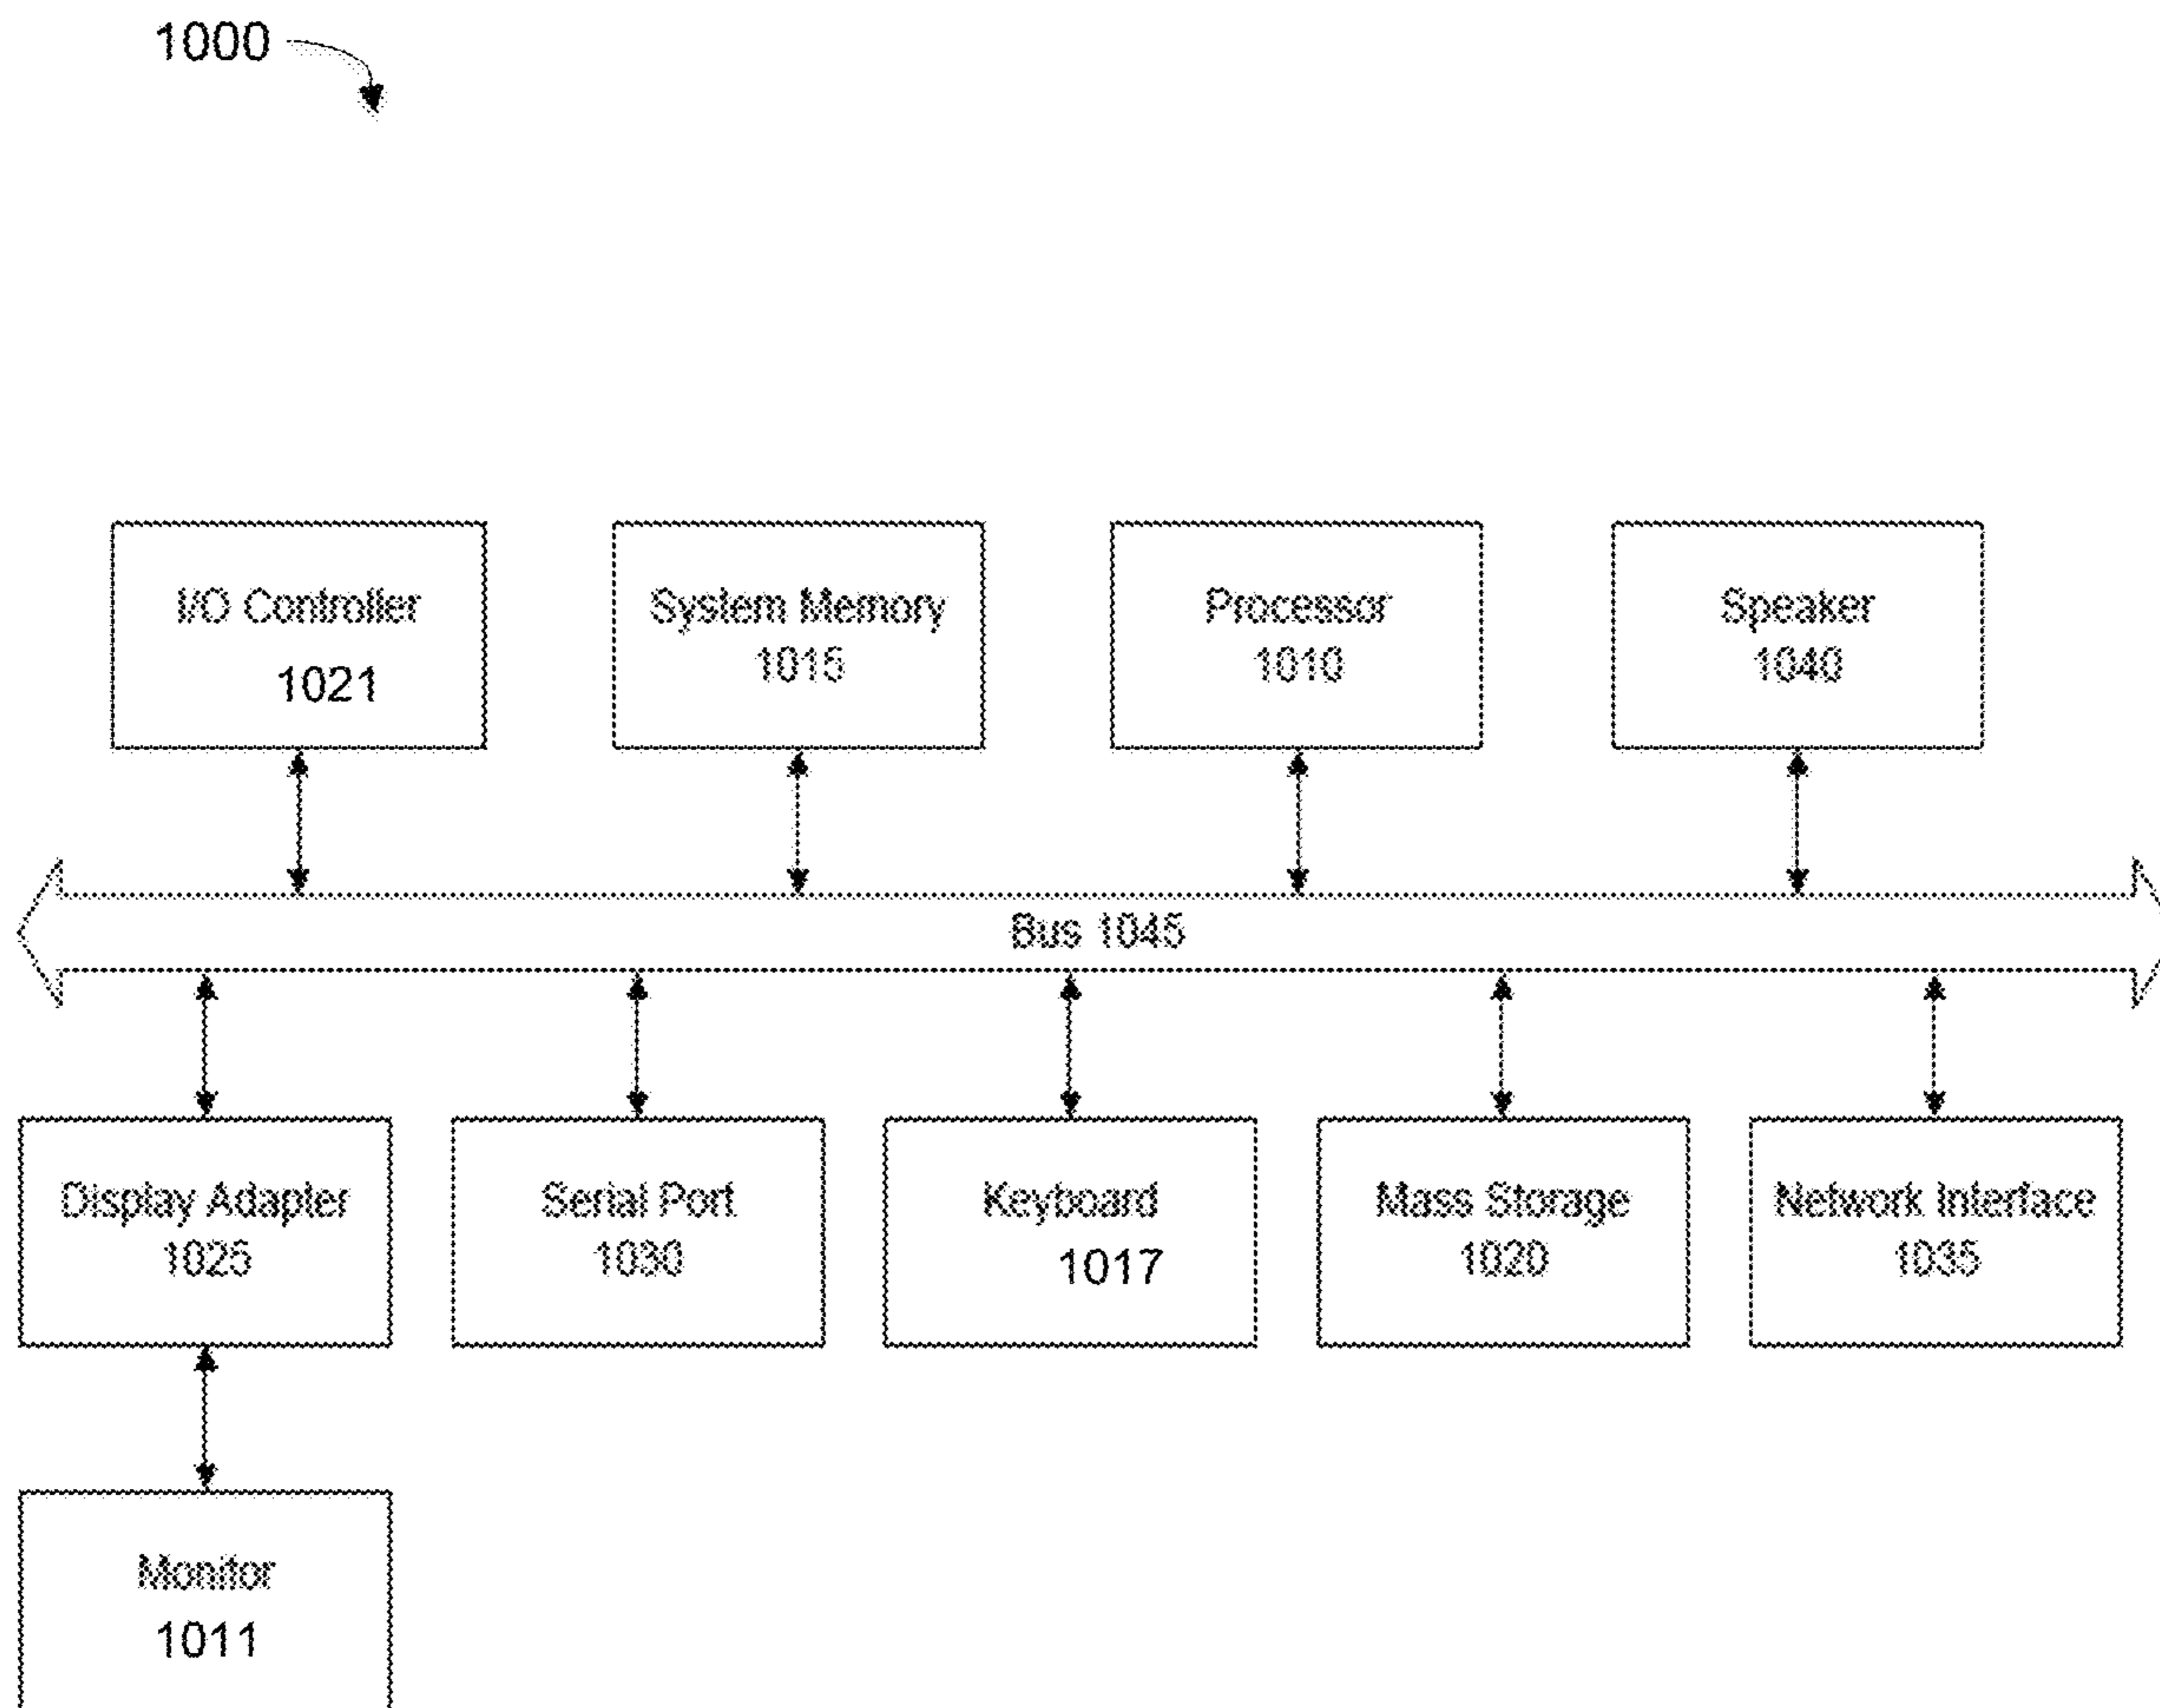 1000
I/O Controller
1021
System Memory
1015
Processor
1010
Speaker
1040
Bus 1045
Display Adapter
1025
Serial Port
1030
Keyboard
1017
Mass Storage
1020
Network Interface
1035
Monitor
1011